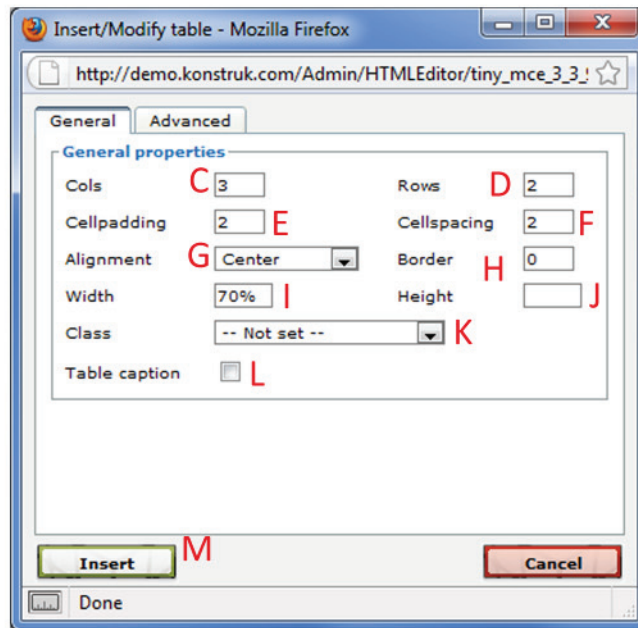 Insert/Modify table - Mozilla Firefox
http://demo.konstruk.com/Admin/HTMLEditor/tiny_mce_3_3_
General Advanced
General properties
Cols C 3 Rows D 2
Cellpadding 2 E Cellspacing 2 F
Alignment G Center Border H 0
Width 70% I Height J
Class -- Not set -- K
Table caption L
Insert M Cancel
Done